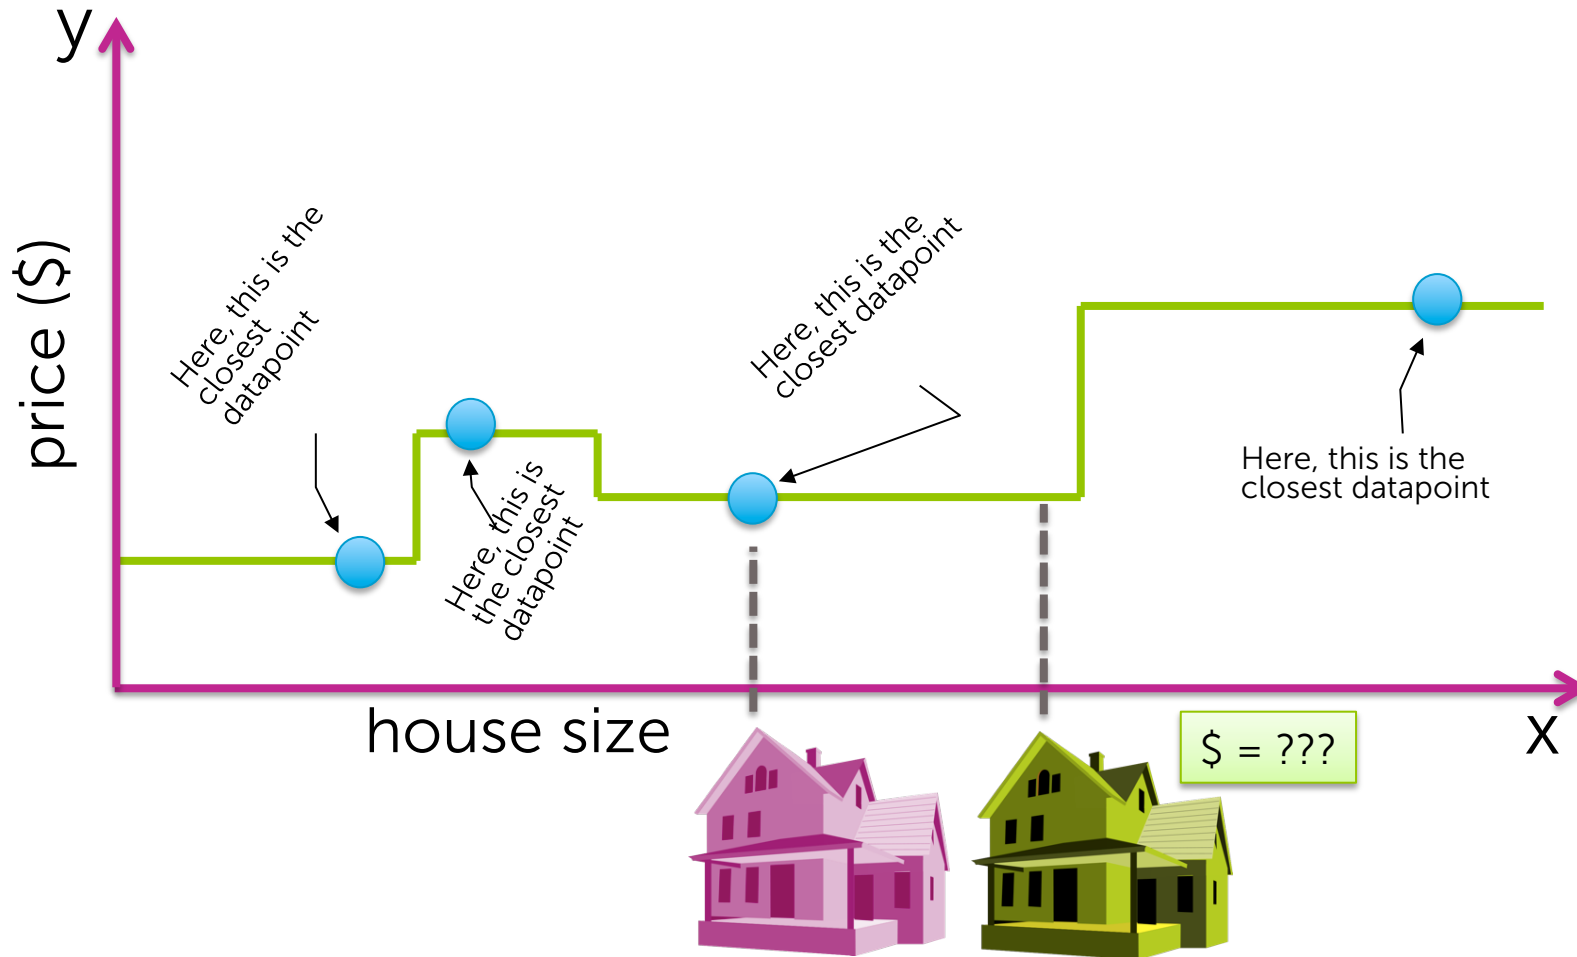 y
price ($)
Here, this is the
closest
datapoint
Here, this is
the closest
datapoint
Here, this is the
closest datapoint
Here, this is the
closest datapoint
house size
x
$ = ???